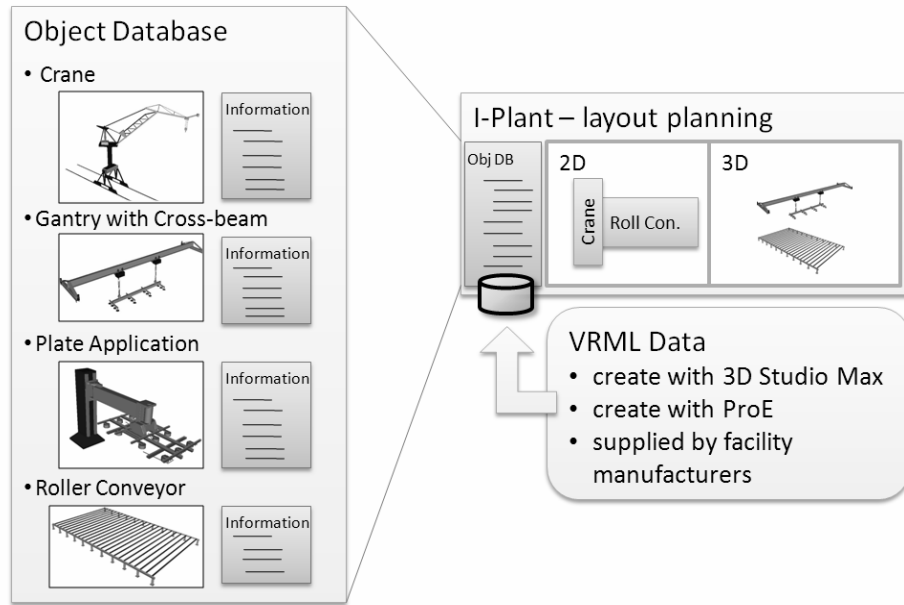 Object Database
• Crane
Information
• Gantry with Cross-beam
Information
• Plate Application
Information
• Roller Conveyor
Information
I-Plant – layout planning
Obj DB
2D
Crane
Roll Con.
3D
VRML Data
• create with 3D Studio Max
• create with ProE
• supplied by facility
manufacturers